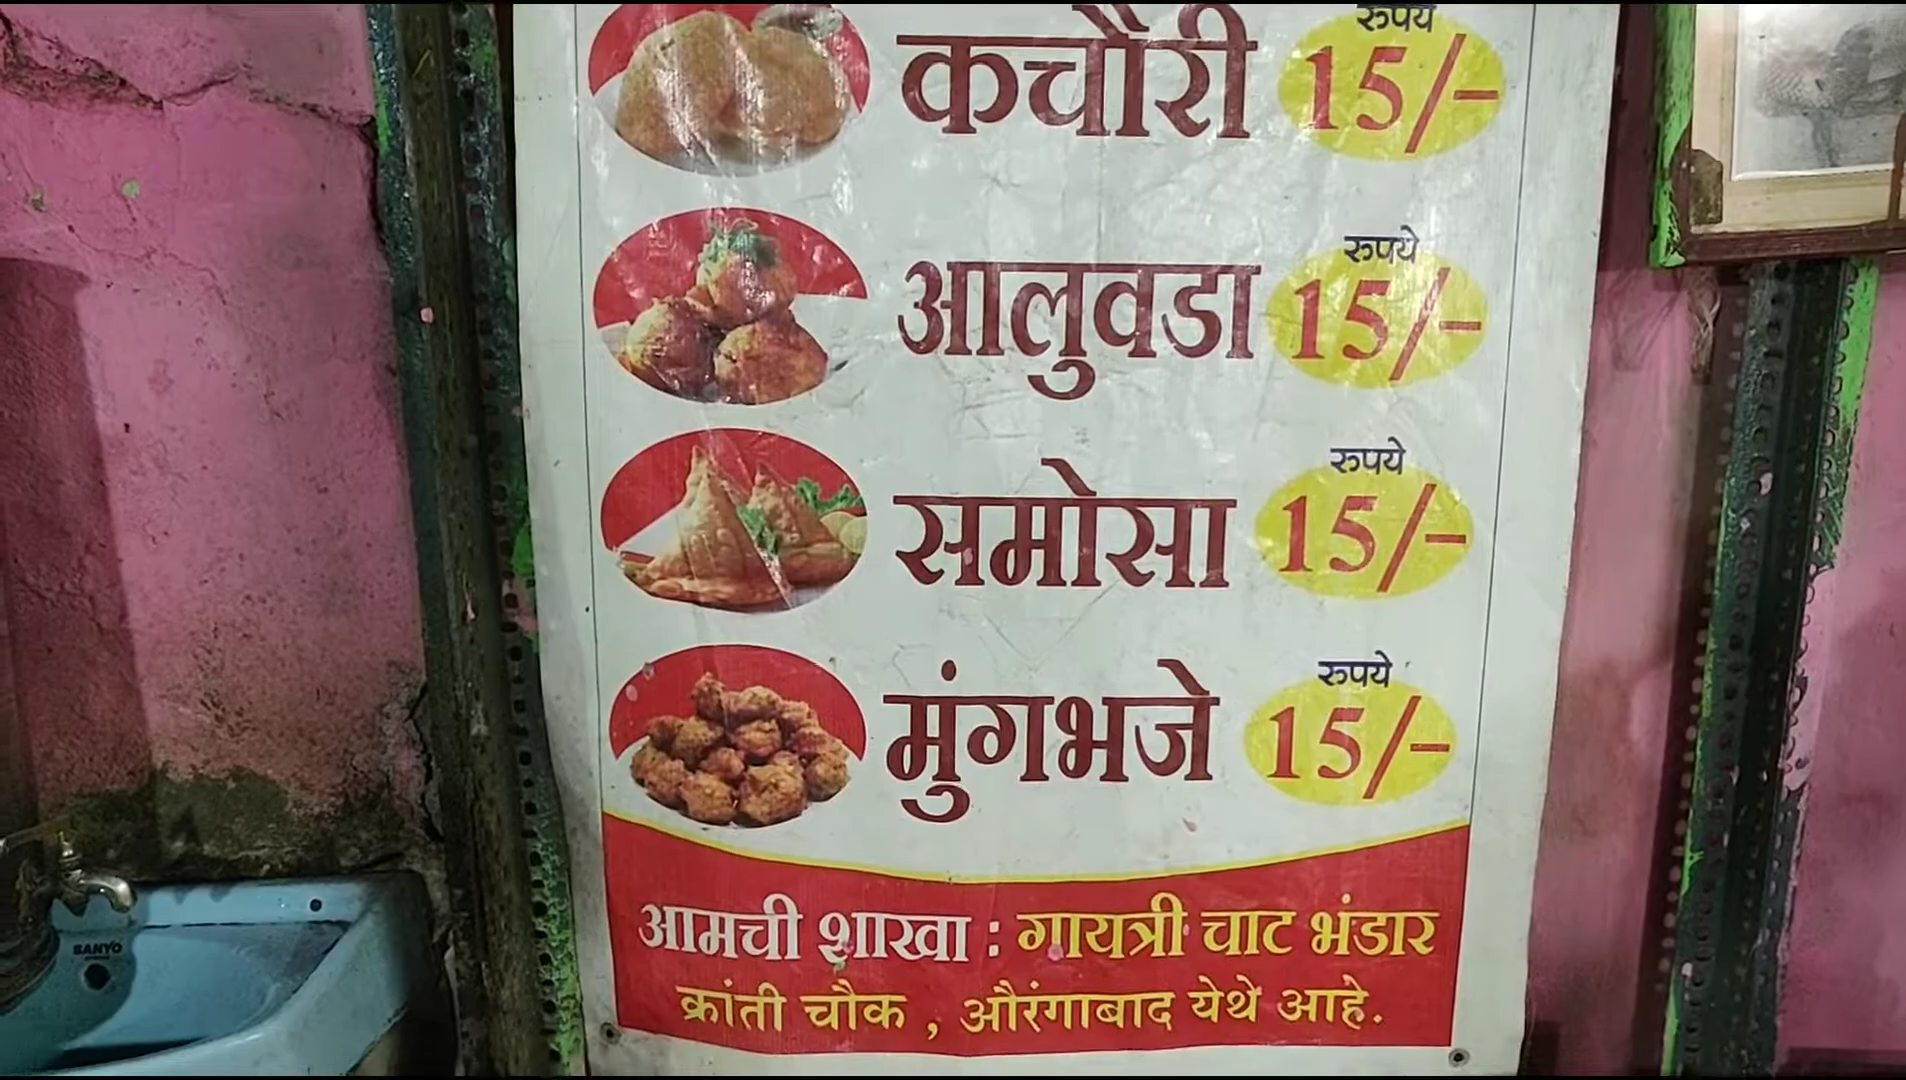 कचौरी रुपये 15/-
आलुवडा रुपये 15/-
समोसा रुपये 15/-
मुंगभजे रुपये 15/-
आमची शाखा : गायत्री चाट भंडार
क्रांती चौक , औरंगाबाद येथे आहे.
SANYO